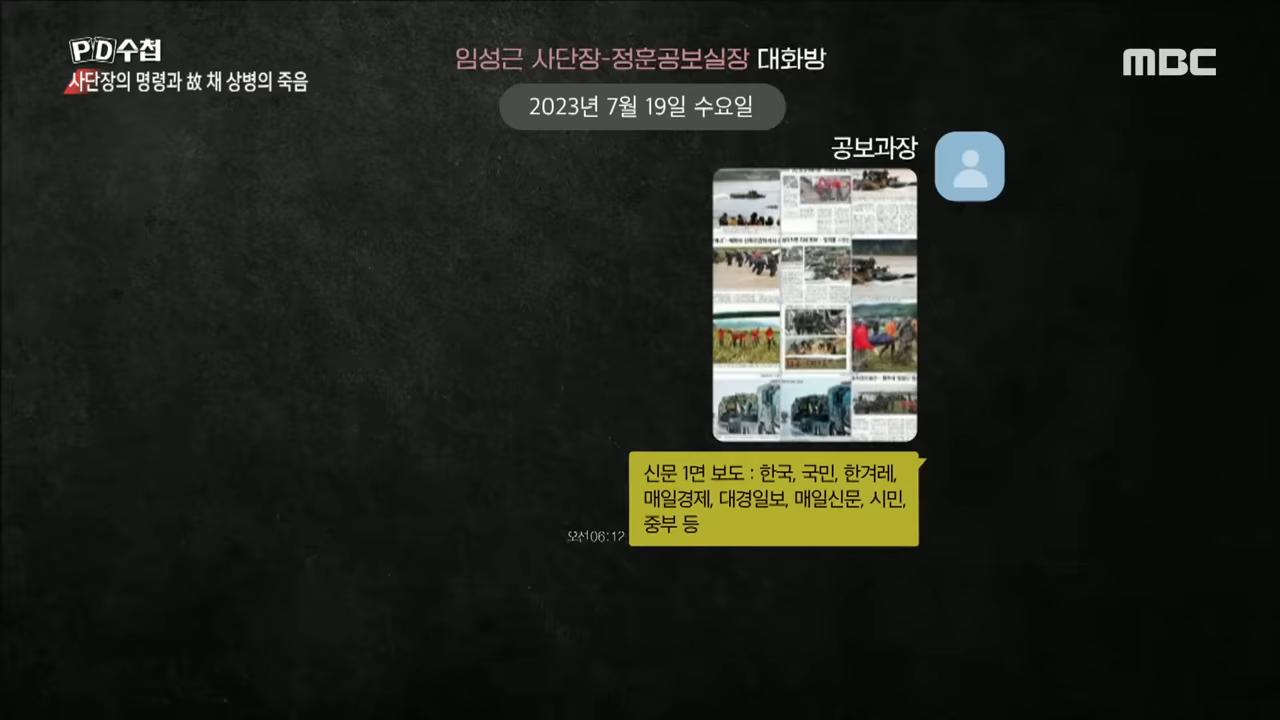 PD수첩
사단장의 명령과 故 채 상병의 죽음
임성근 사단장-정훈공보실장 대화방
MBC
2023년 7월 19일 수요일
공보과장
신문 1면 보도 : 한국, 국민, 한겨레,
매일경제, 대경일보, 매일신문, 시민,
중부 등
오전 06:12